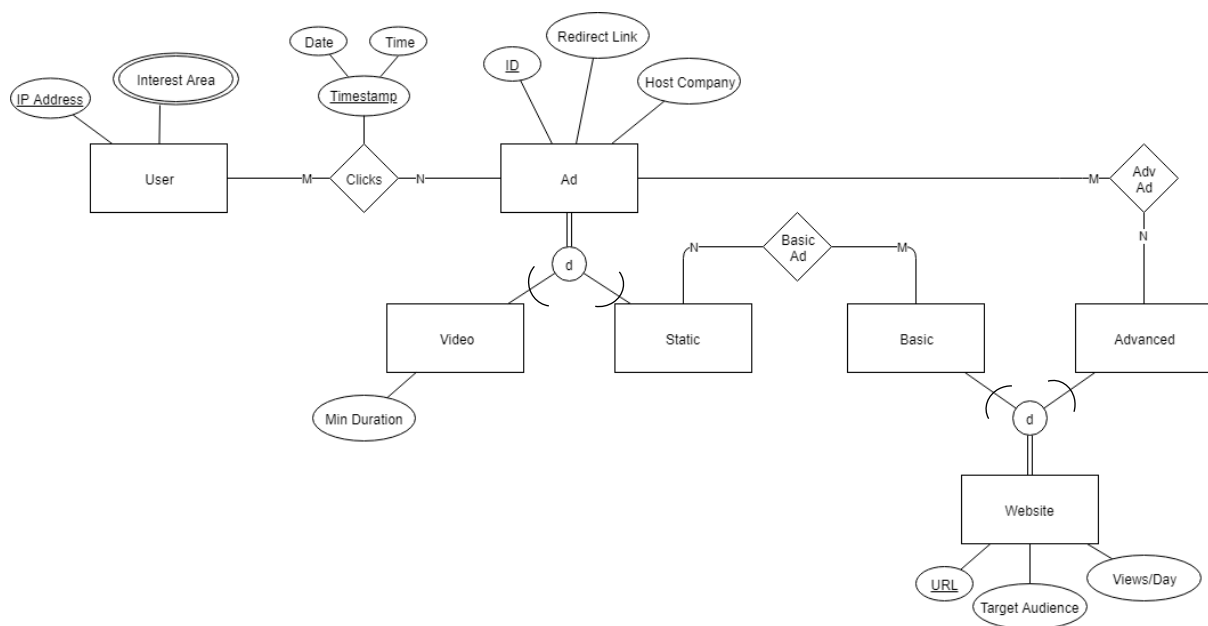 Date
Time
Redirect Link
ID
Interest Area
Host Company
IP Address
Timestamp
User
M
Clicks
N
Ad
M
Adv
Ad
N
Basic
Ad
M
N
d
Video
Static
Basic
Advanced
Min Duration
d
Website
URL
Target Audience
Views/Day